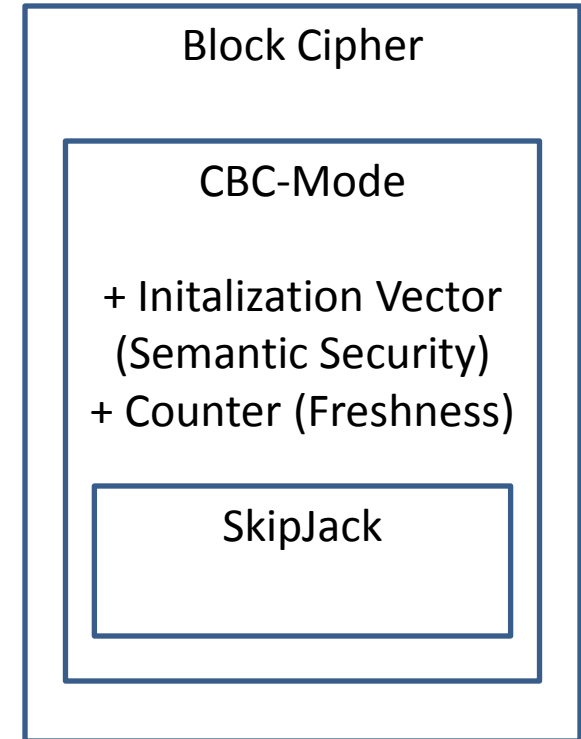 Block Cipher
CBC-Mode
+ Initalization Vector
(Semantic Security)
+ Counter (Freshness)
SkipJack